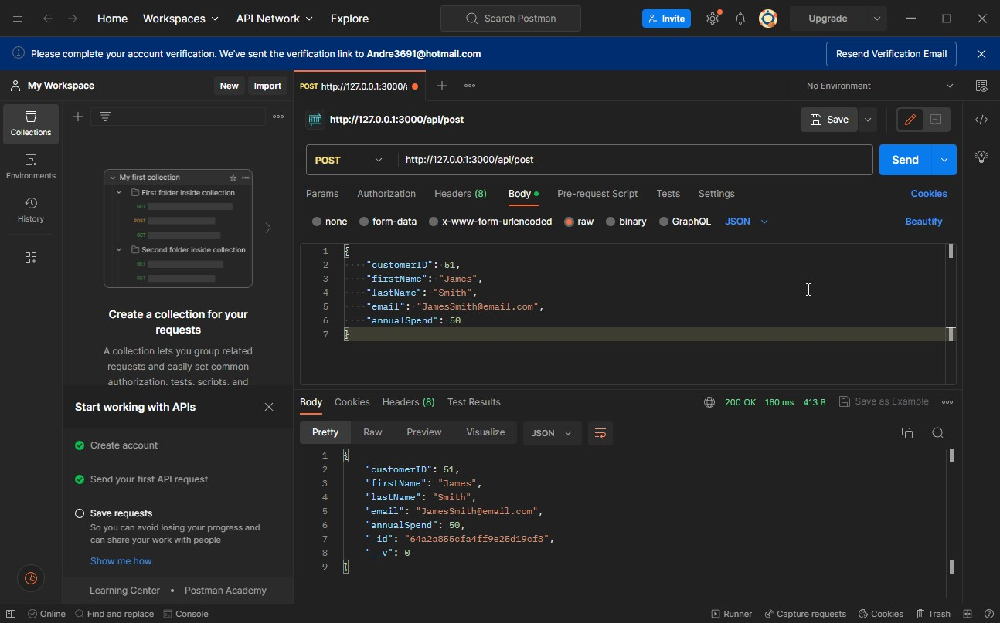 Home Workspaces API Network Explore Search Postman Invite Upgrade
Please complete your account verification. We've sent the verification link to Andre3691@hotmail.com Resend Verification Email
My Workspace New Import POST http://127.0.0.1:3000/a No Environment
HTTP http://127.0.0.1:3000/api/post Save
Collections
Environments
History
My first collection
First folder inside collection
GET
POST
GET
Second folder inside collection
GET
GET
Create a collection for your
requests
A collection lets you group related
requests and easily set common
authorization, tests, scripts, and
POST http://127.0.0.1:3000/api/post Send
Params Authorization Headers (8) Body Pre-request Script Tests Settings Cookies
none form-data x-www-form-urlencoded raw binary GraphQL JSON Beautify
1 {
2 "customerID": 51,
3 "firstName": "James",
4 "lastName": "Smith",
5 "email": "JamesSmith@email.com",
6 "annualSpend": 50
7 }
Start working with APIs
Create account
Send your first API request
Save requests
So you can avoid losing your progress and
can share your work with people
Show me how
Learning Center • Postman Academy
Body Cookies Headers (8) Test Results 200 OK 160 ms 413 B Save as Example
Pretty Raw Preview Visualize JSON
1 {
2 "customerID": 51,
3 "firstName": "James",
4 "lastName": "Smith",
5 "email": "JamesSmith@email.com",
6 "annualSpend": 50,
7 "_id": "64a2a855cfa4ff9e25d19cf3",
8 "__v": 0
9 }
Online Find and replace Console Runner Capture requests Cookies Trash